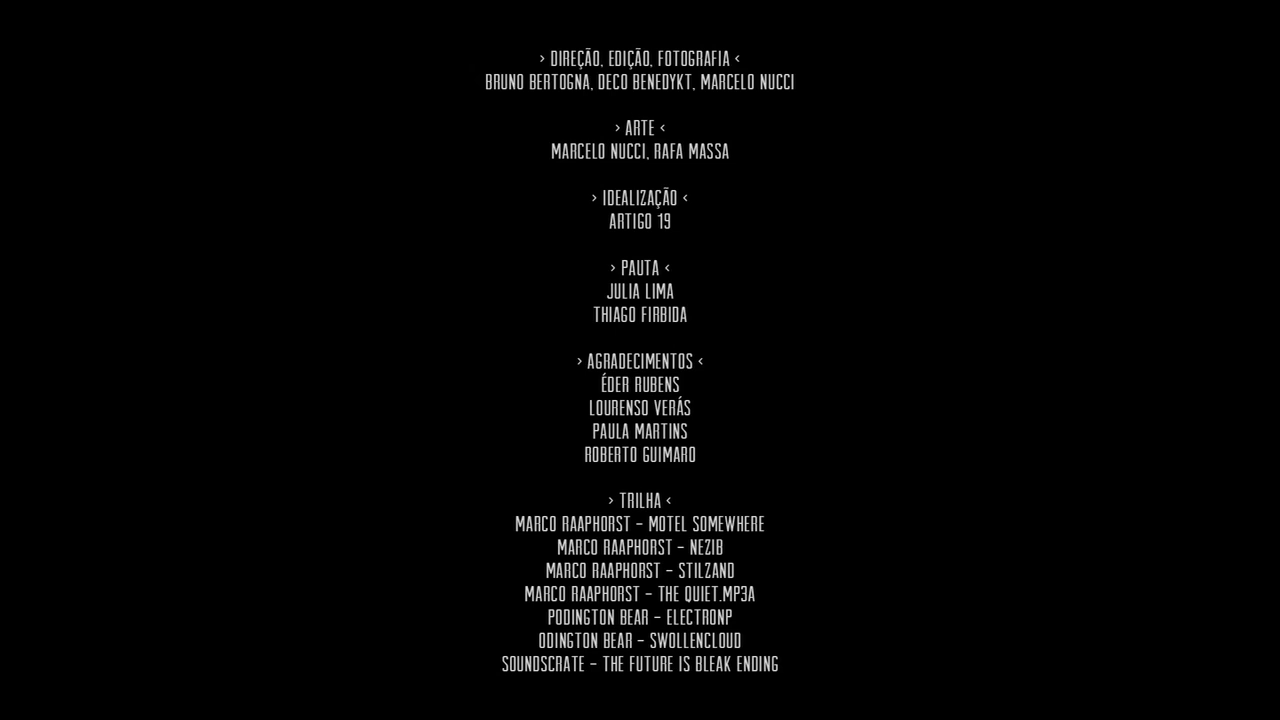 > DIREÇÃO, EDIÇÃO, FOTOGRAFIA <
BRUNO BERTOGNA, DECO BENEDYKT, MARCELO NUCCI
> ARTE <
MARCELO NUCCI, RAFA MASSA
> IDEALIZAÇÃO <
ARTIGO 19
> PAUTA <
JULIA LIMA
THIAGO FIRBIDA
> AGRADECIMENTOS <
ÉDER RUBENS
LOURENSO VERÁS
PAULA MARTINS
ROBERTO GUIMARO
> TRILHA <
MARCO RAAPHORST - MOTEL SOMEWHERE
MARCO RAAPHORST - NEZIB
MARCO RAAPHORST - STILZAND
MARCO RAAPHORST - THE QUIET.MP3A
PODINGTON BEAR - ELECTRONP
ODINGTON BEAR - SWOLLENCLOUD
SOUNDSCRATE - THE FUTURE IS BLEAK ENDING